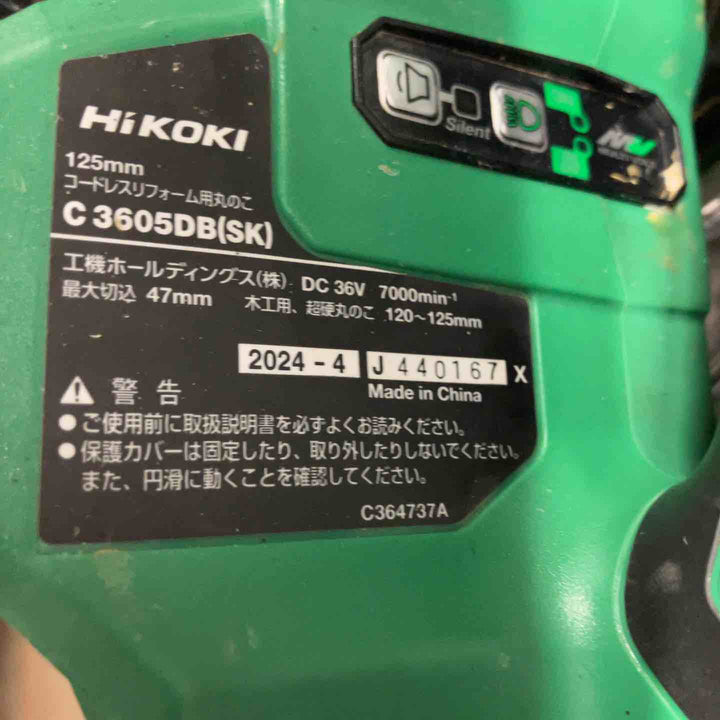 HiKOKI
125mm
コードレスリフォーム用丸のこ
C 3605DB(SK)
工機ホールディングス(株) DC 36V 7000min-1
最大切込 47mm 木工用、超硬丸のこ 120～125mm
2024 - 4 J 440167 X
Made in China
警 告
● ご使用前に取扱説明書を必ずよくお読みください。
● 保護カバーは固定したり、取り外したりしないでください。
また、円滑に動くことを確認してください。
C364737A
Silent